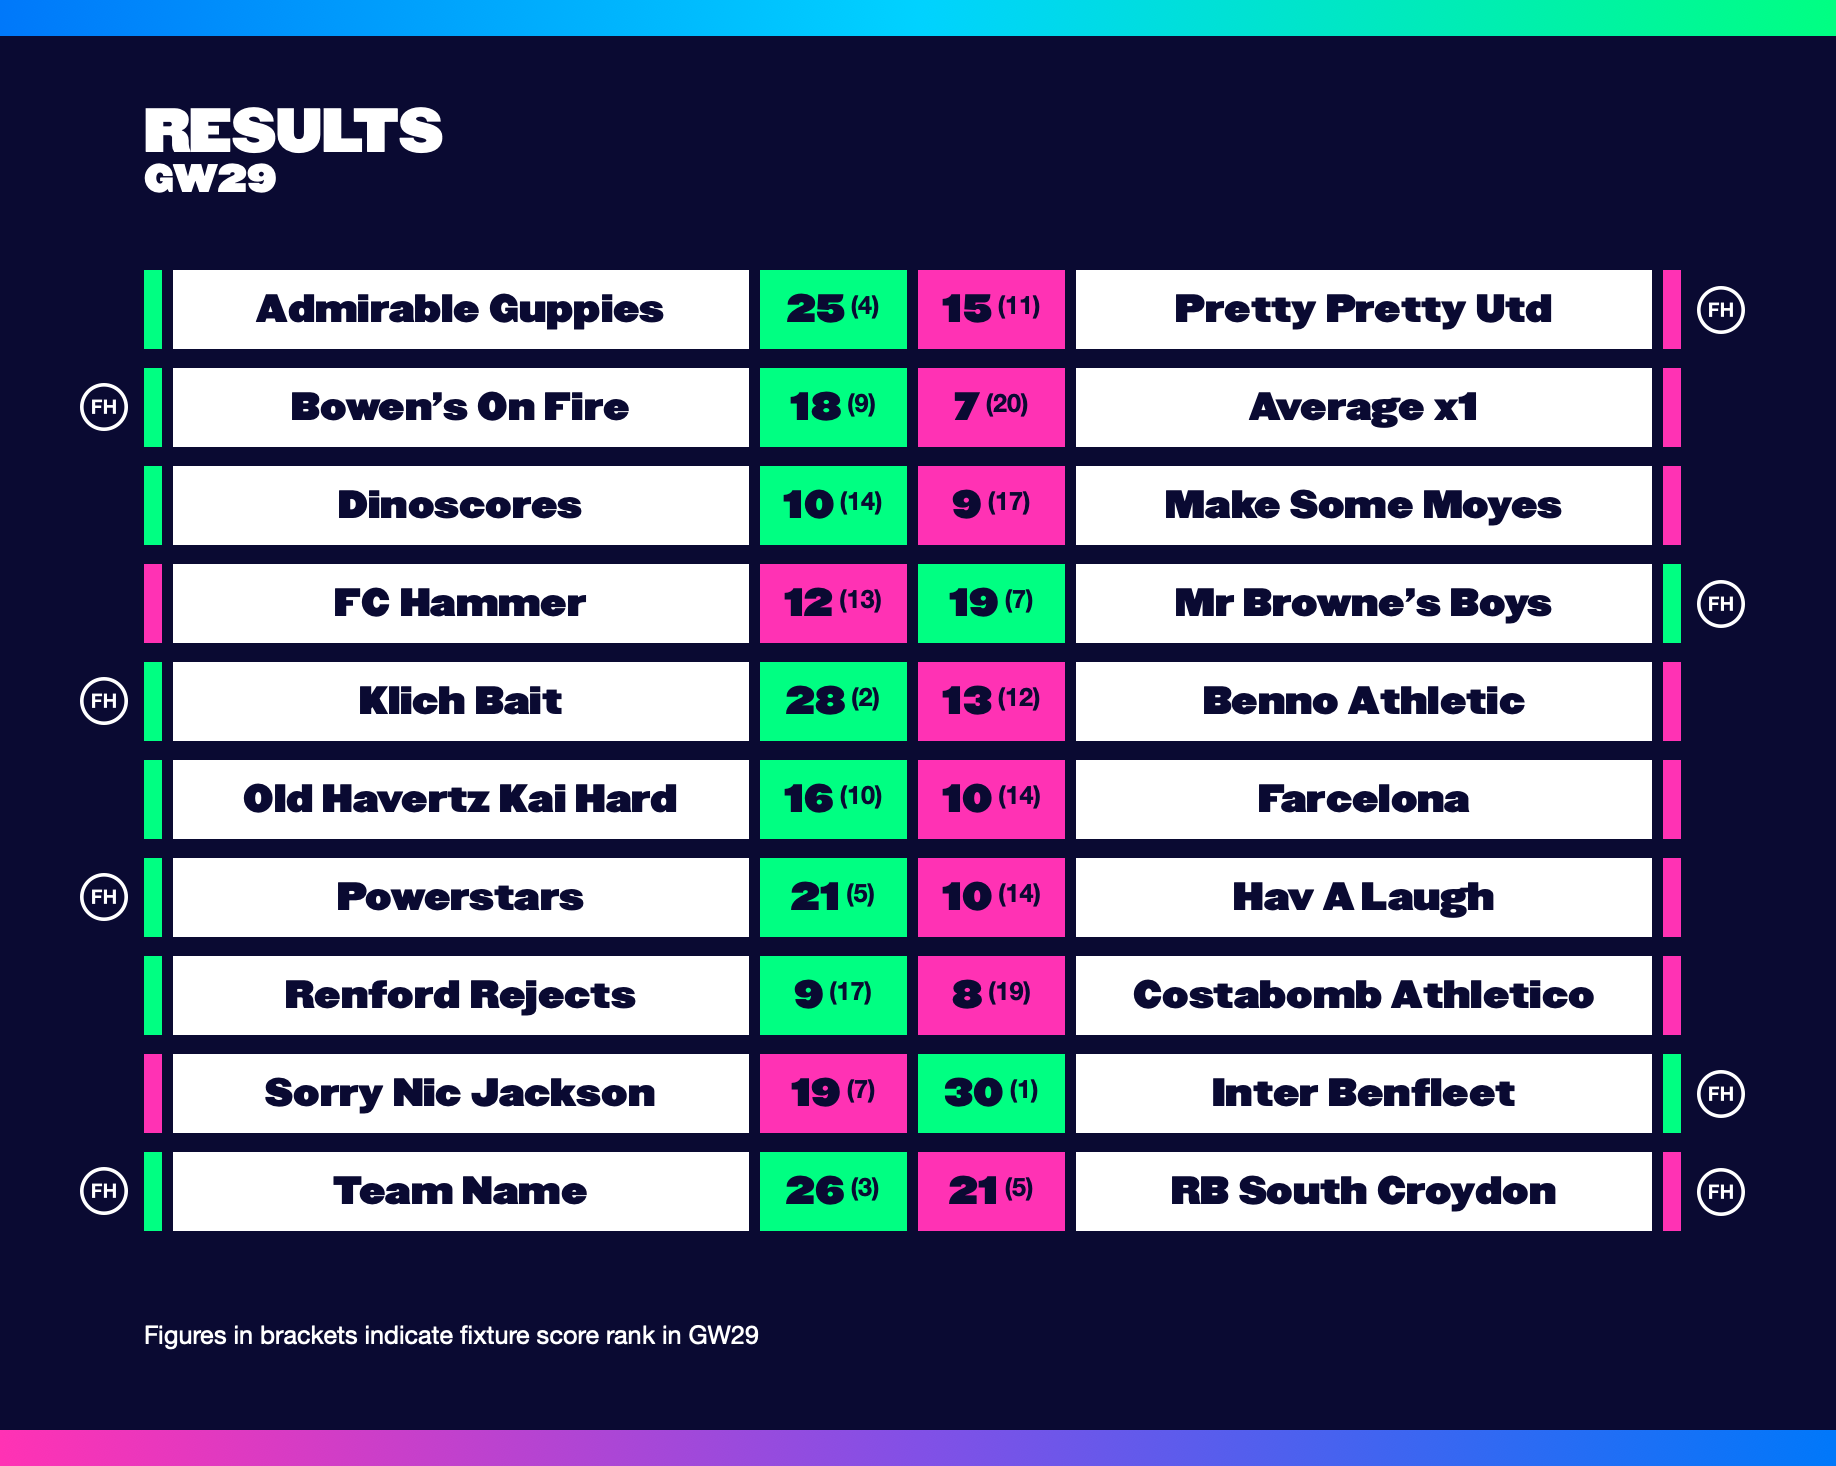 RESULTS
GW29
Admirable Guppies 25 (4) 15 (11) Pretty Pretty Utd FH
FH Bowen's On Fire 18 (9) 7 (20) Average x1
Dinoscores 10 (14) 9 (17) Make Some Moyes
FC Hammer 12 (13) 19 (7) Mr Browne's Boys FH
FH Klich Bait 28 (2) 13 (12) Benno Athletic
Old Havertz Kai Hard 16 (10) 10 (14) Farcelona
FH Powerstars 21 (5) 10 (14) Hav A Laugh
Renford Rejects 9 (17) 8 (19) Costabomb Athletico
Sorry Nic Jackson 19 (7) 30 (1) Inter Benfleet FH
FH Team Name 26 (3) 21 (5) RB South Croydon FH
Figures in brackets indicate fixture score rank in GW29